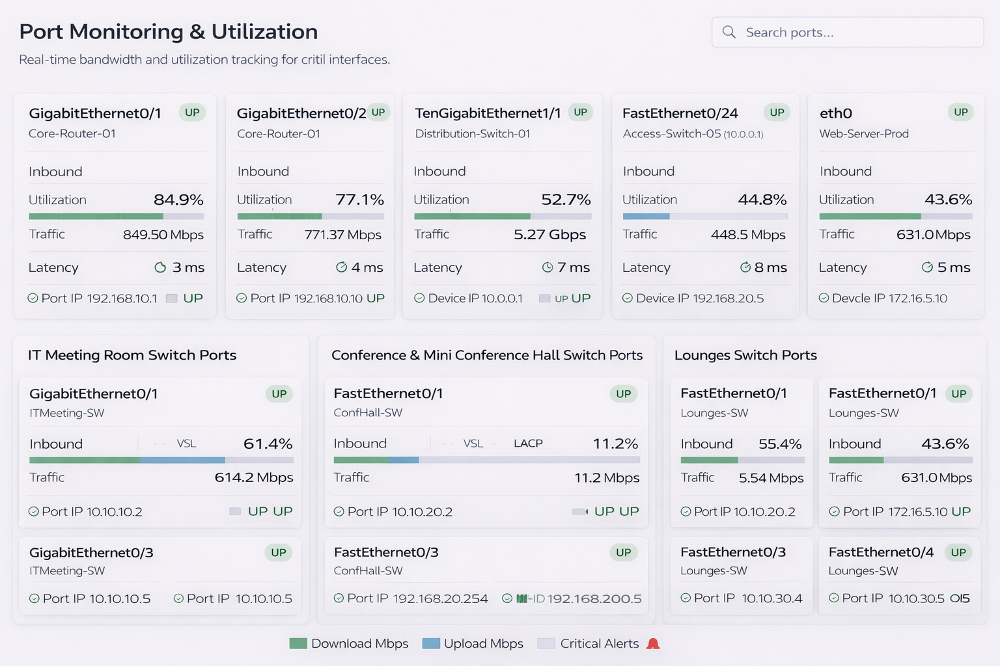 Port Monitoring & Utilization
Search ports...
Real-time bandwidth and utilization tracking for critil interfaces.
GigabitEthernet0/1 UP
Core-Router-01
Inbound
Utilization 84.9%
Traffic 849.50 Mbps
Latency 3 ms
Port IP 192.168.10.1 UP
GigabitEthernet0/2 UP
Core-Router-01
Inbound
Utilization 77.1%
Traffic 771.37 Mbps
Latency 4 ms
Port IP 192.168.10.10 UP
TenGigabitEthernet1/1 UP
Distribution-Switch-01
Inbound
Utilization 52.7%
Traffic 5.27 Gbps
Latency 7 ms
Device IP 10.0.0.1 UP UP
FastEthernet0/24 UP
Access-Switch-05 (10.0.0.1)
Inbound
Utilization 44.8%
Traffic 448.5 Mbps
Latency 8 ms
Device IP 192.168.20.5
eth0 UP
Web-Server-Prod
Inbound
Utilization 43.6%
Traffic 631.0 Mbps
Latency 5 ms
Devcle IP 172.16.5.10
IT Meeting Room Switch Ports
GigabitEthernet0/1 UP
ITMeeting-SW
Inbound VSL 61.4%
Traffic 614.2 Mbps
Port IP 10.10.10.2 UP UP
GigabitEthernet0/3 UP
ITMeeting-SW
Port IP 10.10.10.5 Port IP 10.10.10.5
Conference & Mini Conference Hall Switch Ports
FastEthernet0/1 UP
ConfHall-SW
Inbound VSL LACP 11.2%
Traffic 11.2 Mbps
Port IP 10.10.20.2 UP UP
FastEthernet0/3 UP
ConfHall-SW
Port IP 192.168.20.254 -ID 192.168.200.5
Lounges Switch Ports
FastEthernet0/1
Lounges-SW
Inbound 55.4%
Traffic 5.54 Mbps
Port IP 10.10.20.2
FastEthernet0/1 UP
Lounges-SW
Inbound 43.6%
Traffic 631.0 Mbps
Port IP 172.16.5.10 UP
FastEthernet0/3
Lounges-SW
Port IP 10.10.30.4
FastEthernet0/4 UP
Lounges-SW
Port IP 10.10.30.5
Download Mbps Upload Mbps Critical Alerts